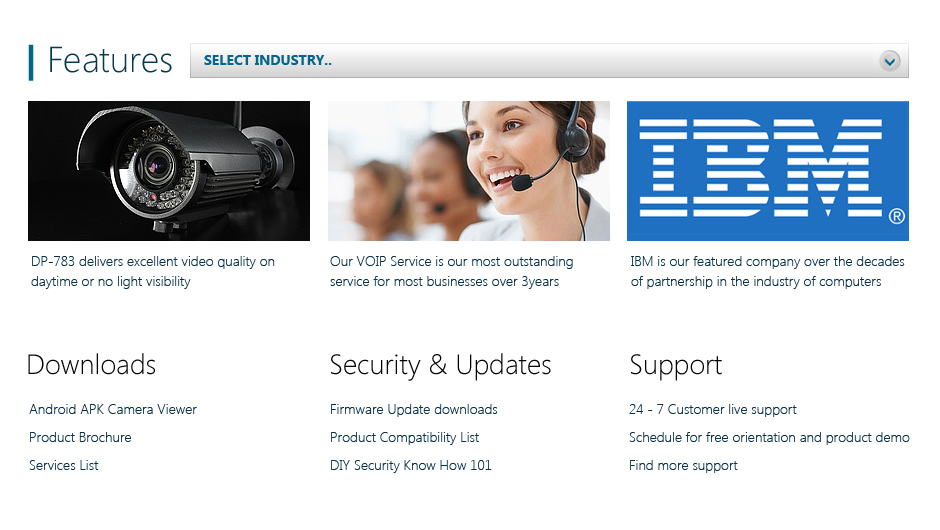 Features
SELECT INDUSTRY..
IBM®
DP-783 delivers excellent video quality on
daytime or no light visibility
Our VOIP Service is our most outstanding
service for most businesses over 3years
IBM is our featured company over the decades
of partnership in the industry of computers
Downloads
Android APK Camera Viewer
Product Brochure
Services List
Security & Updates
Firmware Update downloads
Product Compatibility List
DIY Security Know How 101
Support
24 - 7 Customer live support
Schedule for free orientation and product demo
Find more support